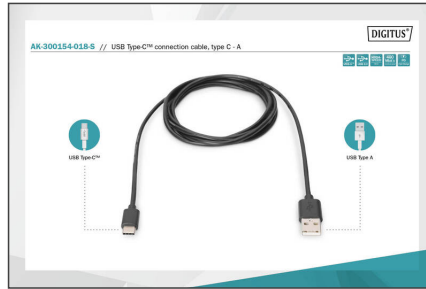 DIGITUS®
AK-300154-018-S // USB Type-C™ connection cable, type C - A
USB Type-C™
USB Type A